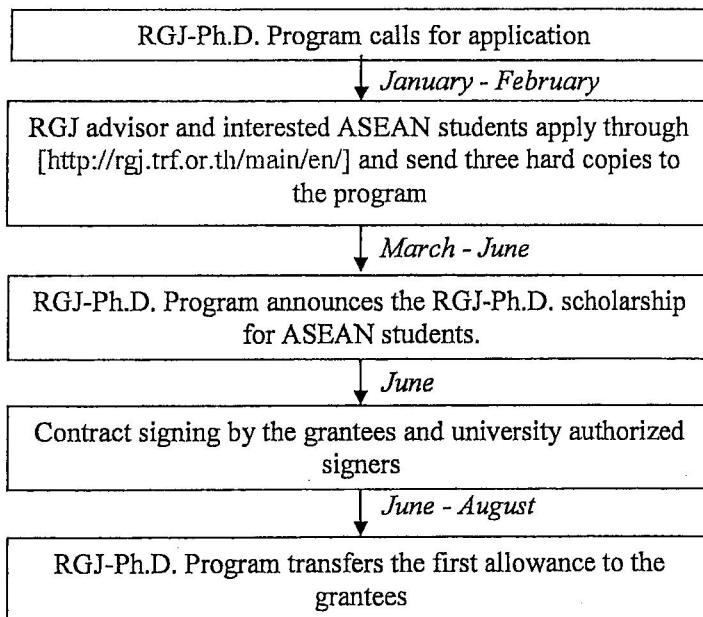 RGJ-Ph.D. Program calls for application
January - February
RGJ advisor and interested ASEAN students apply through
[http://rgj.trf.or.th/main/en/] and send three hard copies to
the program
March - June
RGJ-Ph.D. Program announces the RGJ-Ph.D. scholarship
for ASEAN students.
June
Contract signing by the grantees and university authorized
signers
June - August
RGJ-Ph.D. Program transfers the first allowance to the
grantees